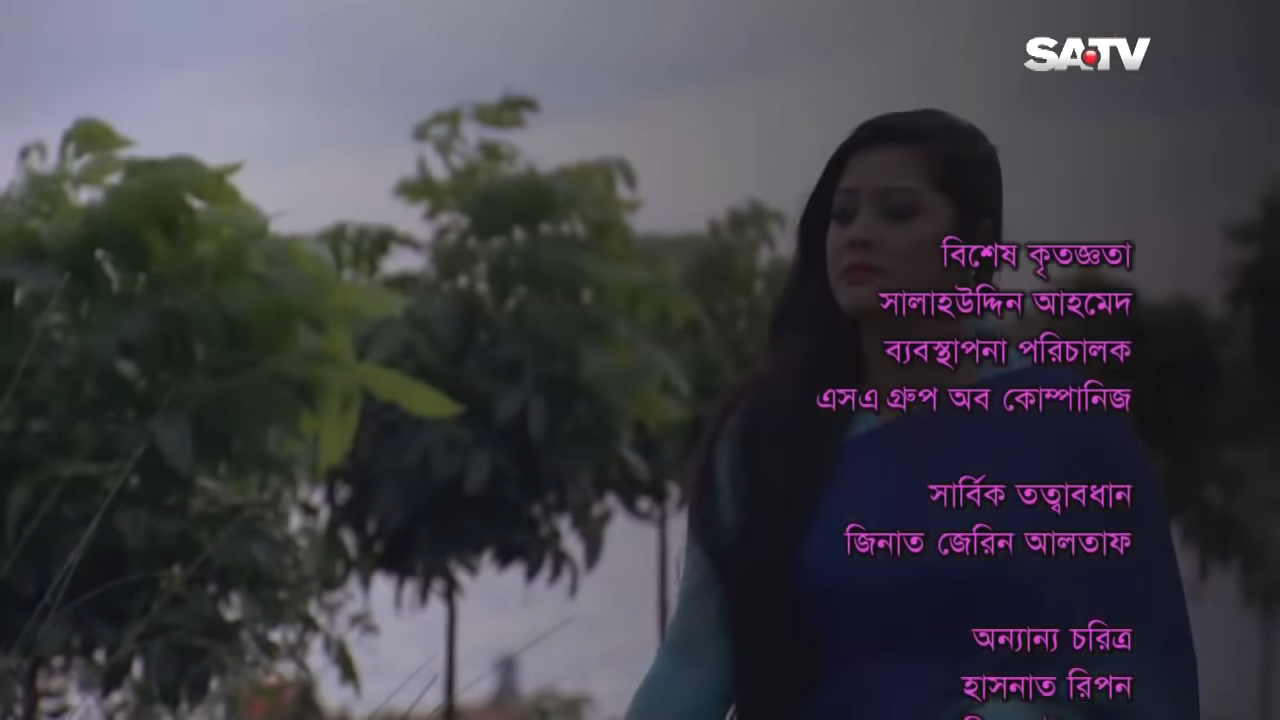 SATV
বিশেষ কৃতজ্ঞতা
সালাহউদ্দিন আহমেদ
ব্যবস্থাপনা পরিচালক
এসএ গ্রুপ অব কোম্পানিজ
সার্বিক তত্বাবধান
জিনাত জেরিন আলতাফ
অন্যান্য চরিত্র
হাসনাত রিপন